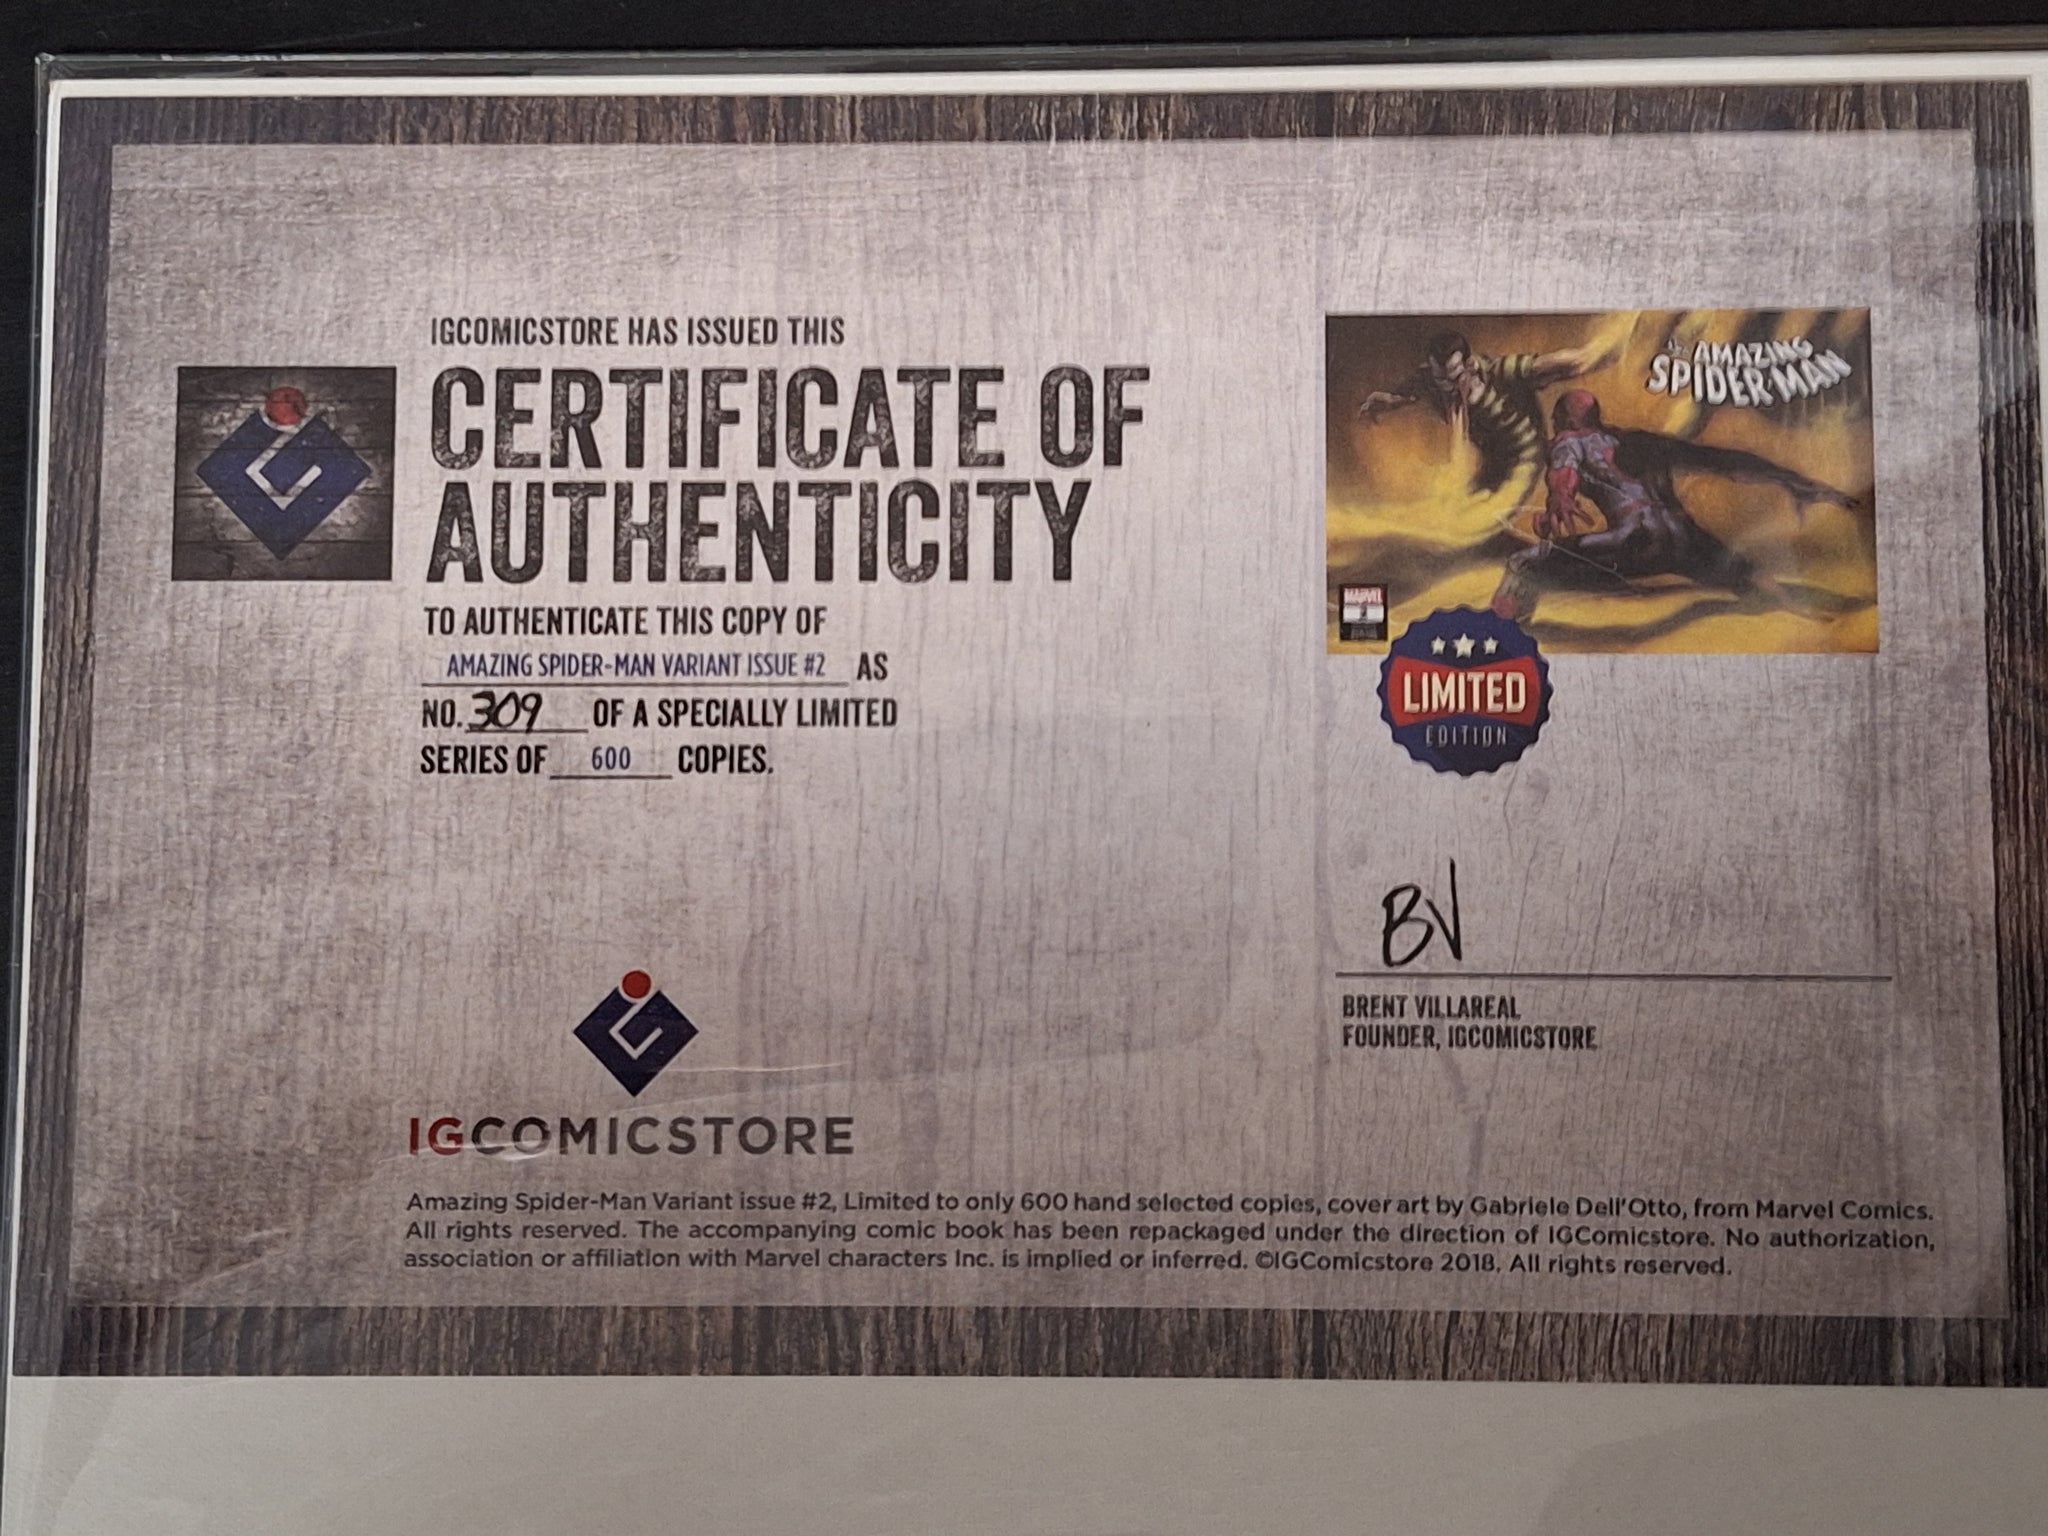 IGCOMICSTORE HAS ISSUED THIS
CERTIFICATE OF
AUTHENTICITY
TO AUTHENTICATE THIS COPY OF
AMAZING SPIDER-MAN VARIANT ISSUE #2 AS
NO. 309 OF A SPECIALLY LIMITED
SERIES OF 600 COPIES.
AMAZING
SPIDER-MAN
MARVEL
LIMITED
EDITION
BV
BRENT VILLAREAL
FOUNDER, IGCOMICSTORE
IGCOMICSTORE
Amazing Spider-Man Variant issue #2, Limited to only 600 hand selected copies, cover art by Gabriele Dell'Otto, from Marvel Comics.
All rights reserved. The accompanying comic book has been repackaged under the direction of IGComicstore. No authorization,
association or affiliation with Marvel characters Inc. is implied or inferred. ©IGComicstore 2018. All rights reserved.